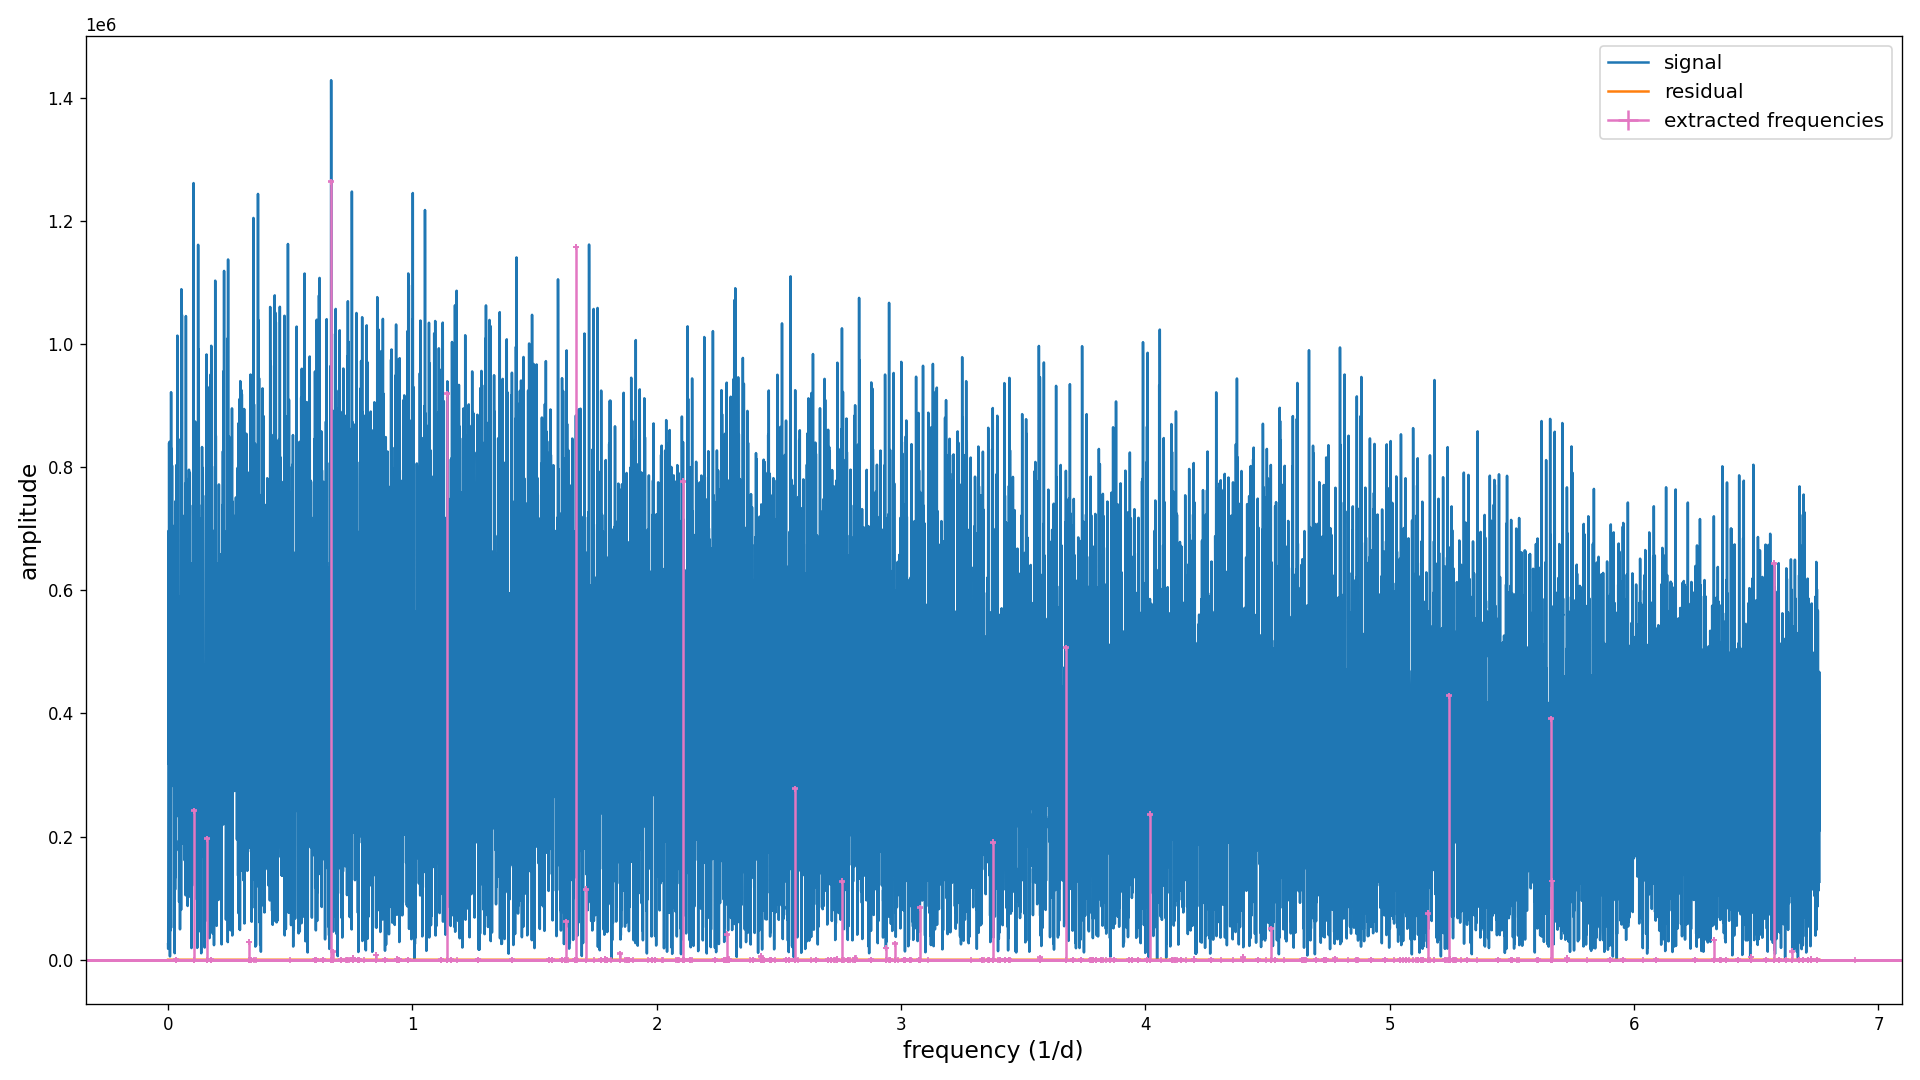 1e6
signal
residual
extracted frequencies
1.4
1.2
1.0
0.8
0.6
0.4
0.2
0.0
amplitude
0 1 2 3 4 5 6 7
frequency (1/d)